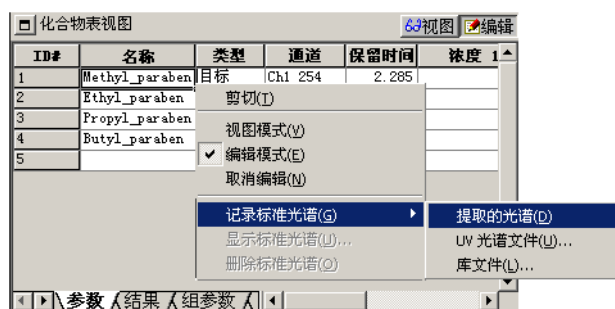 化合物表视图 视图 编辑
ID# 名称 类型 通道 保留时间 浓度 1
1 Methyl_paraben 目标 Ch1 254 2.285
2 Ethyl_paraben
3 Propyl_paraben
4 Butyl_paraben
5
剪切(T)
视图模式(V)
编辑模式(E)
取消编辑(N)
记录标准光谱(G)
显示标准光谱(U)...
删除标准光谱(O)
提取的光谱(D)
UV 光谱文件(U)...
库文件(L)...
参数 结果 组参数